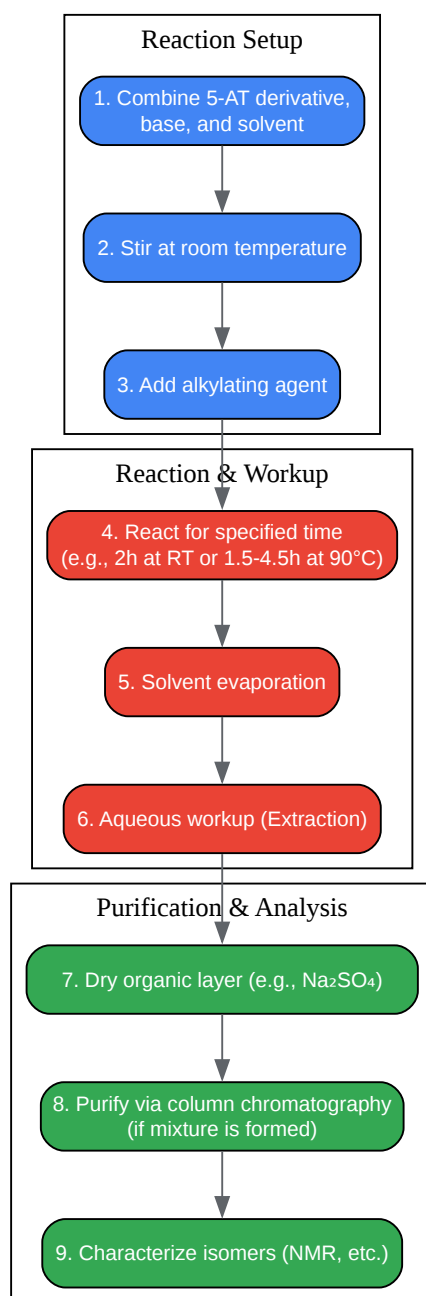 Reaction Setup
1. Combine 5-AT derivative,
base, and solvent
2. Stir at room temperature
3. Add alkylating agent
Reaction & Workup
4. React for specified time
(e.g., 2h at RT or 1.5-4.5h at 90°C)
5. Solvent evaporation
6. Aqueous workup (Extraction)
Purification & Analysis
7. Dry organic layer (e.g., Na₂SO₄)
8. Purify via column chromatography
(if mixture is formed)
9. Characterize isomers (NMR, etc.)